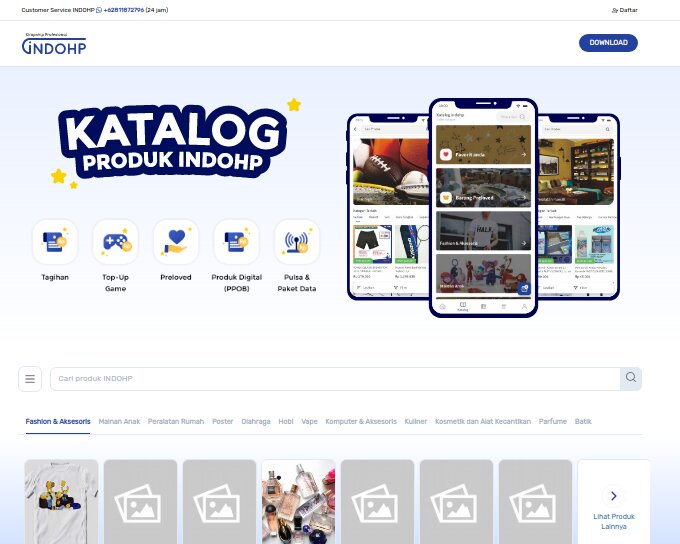 Customer Service INDOHP +62811872796 (24 jam)
Daftar
Dropship Profesional
INDOHP
DOWNLOAD
KATALOG
PRODUK INDOHP
Katalog Indohp
Favorit anda
Barang Preloved
HALF
Fashion & Aksesoris
Mainan Anak
Katalog
Tagihan
Top-Up
Game
Preloved
Produk Digital
(PPOB)
Pulsa &
Paket Data
Cari produk INDOHP
Fashion & Aksesoris Mainan Anak Peralatan Rumah Poster Olahraga Hobi Vape Komputer & Aksesoris Kuliner Kosmetik dan Alat Kecantikan Parfume Batik
Lihat Produk
Lainnya